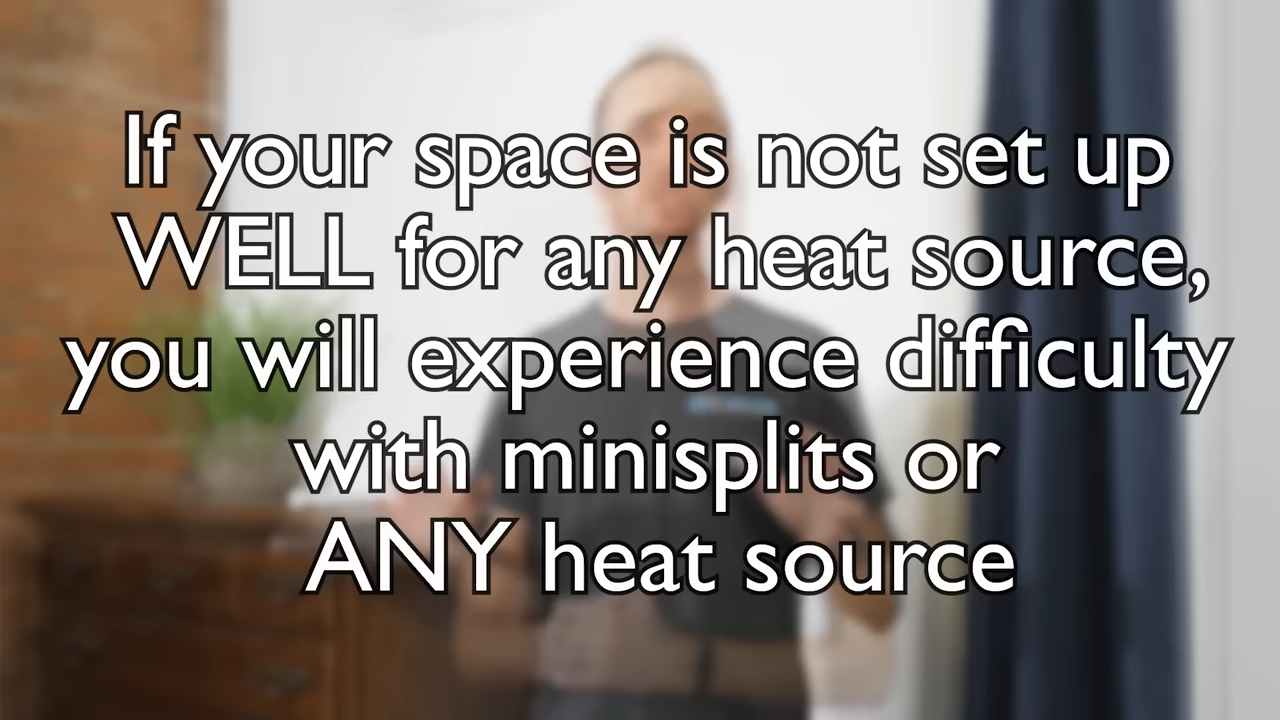 If your space is not set up
WELL for any heat source,
you will experience difficulty
with minisplits or
ANY heat source